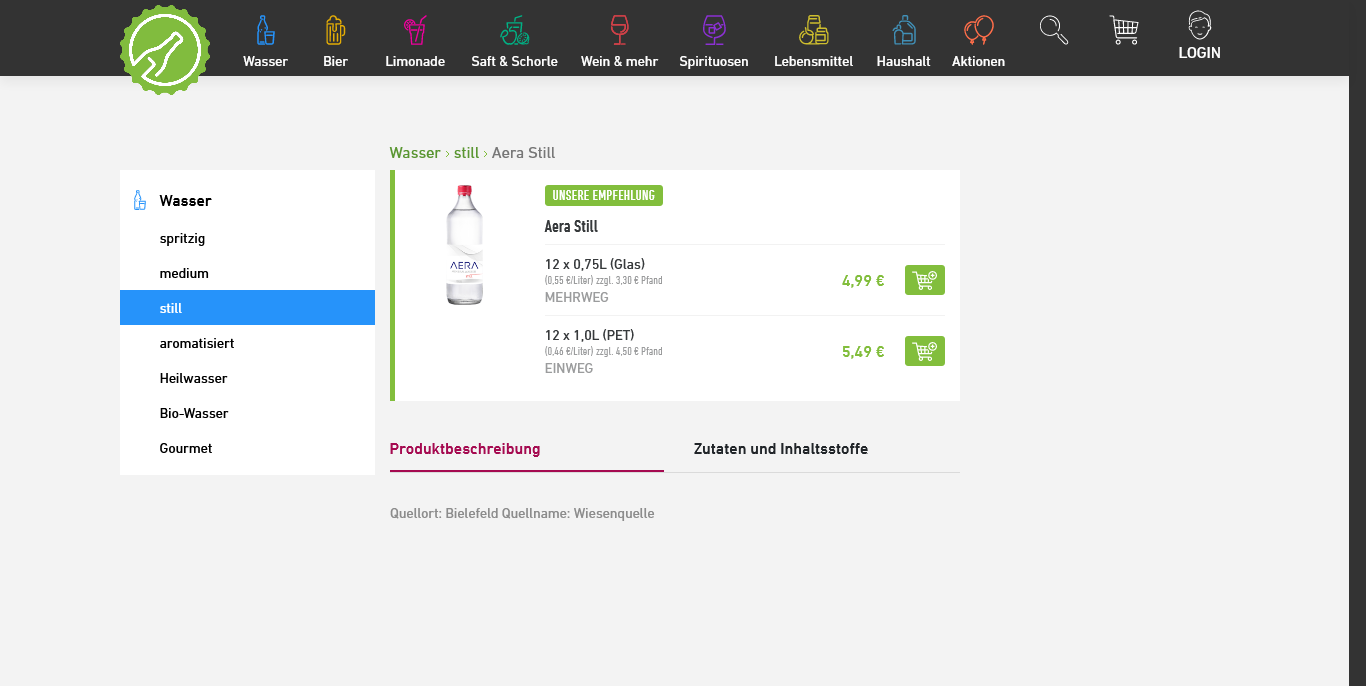 Wasser
Bier
Limonade
Saft & Schorle
Wein & mehr
Spirituosen
Lebensmittel
Haushalt
Aktionen
LOGIN
Wasser › still › Aera Still
Wasser
spritzig
medium
still
aromatisiert
Heilwasser
Bio-Wasser
Gourmet
AERA
UNSERE EMPFEHLUNG
Aera Still
12 x 0,75L (Glas)
(0,55 €/Liter) zzgl. 3,30 € Pfand
MEHRWEG
4,99 €
12 x 1,0L (PET)
(0,46 €/Liter) zzgl. 4,50 € Pfand
EINWEG
5,49 €
Produktbeschreibung
Zutaten und Inhaltsstoffe
Quellort: Bielefeld Quellname: Wiesenquelle